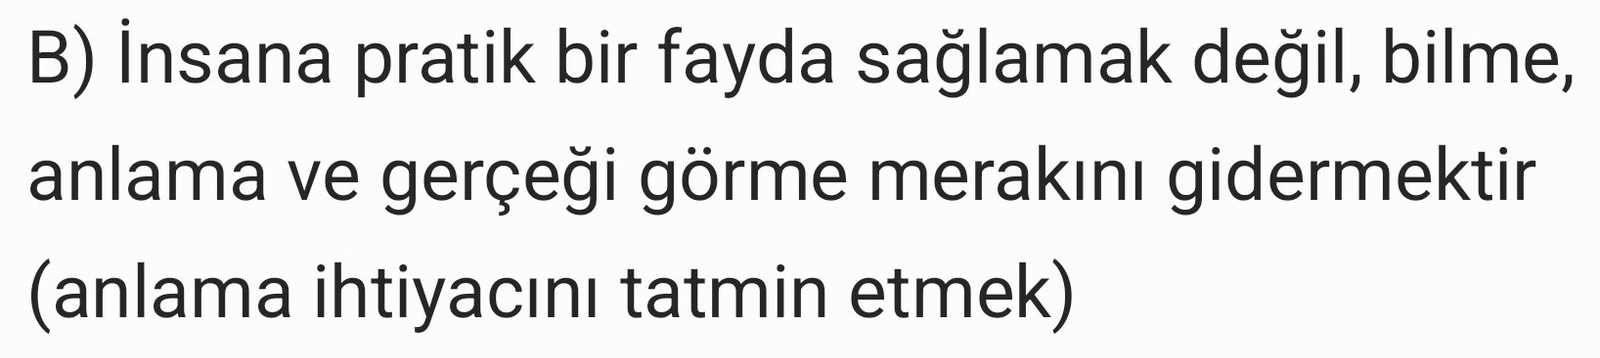 B) İnsana pratik bir fayda sağlamak değil, bilme,
anlama ve gerçeği görme merakını gidermektir
(anlama ihtiyacını tatmin etmek)